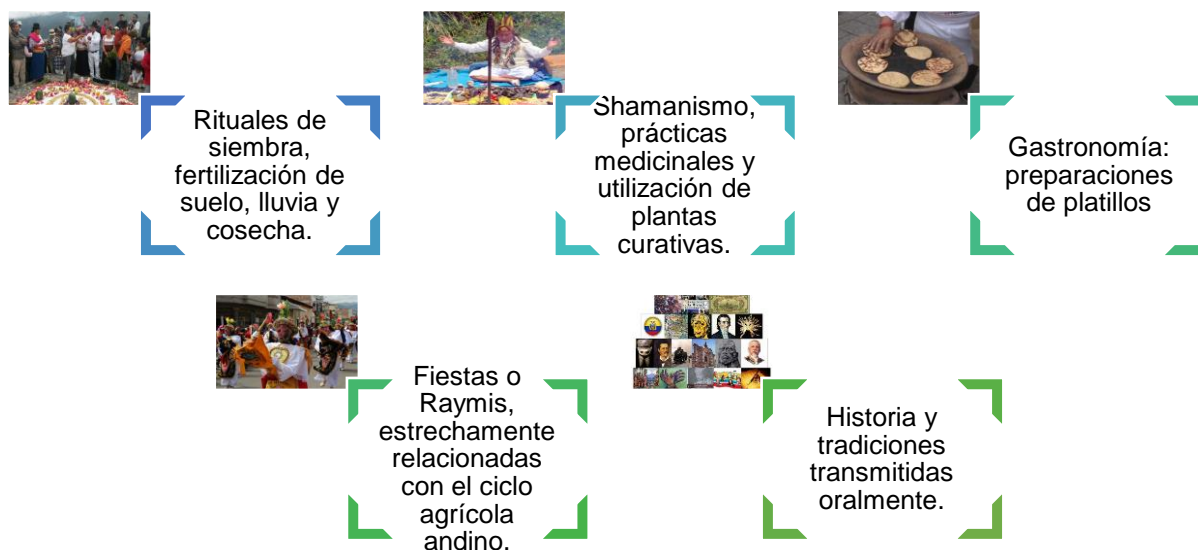 Rituales de
siembra,
fertilización de
suelo, lluvia y
cosecha.
Shamanismo,
prácticas
medicinales y
utilización de
plantas
curativas.
Gastronomía:
preparaciones
de platillos
Fiestas o
Raymis,
estrechamente
relacionadas
con el ciclo
agrícola
andino.
Historia y
tradiciones
transmitidas
oralmente.